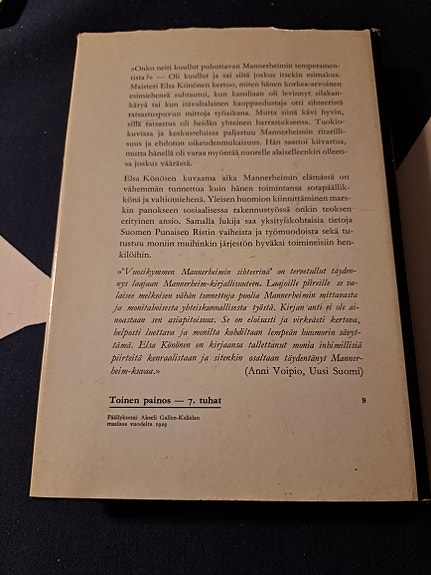 »Onko neiti kuullut puhuttavan Mannerheimin temperamen-
tista?» — Oli kuullut ja sai siitä joskus itsekin esimakua.
Maisteri Elsa Könönen kertoo, miten hänen korkea-arvoinen
esimiehensä suhtautui, kun kansliaan oli levinnyt silakan-
käryä tai kun itävaltalainen kauppaedustaja otti sihteeristä
ratsastuspuvun mittoja työaikana. Mutta siinä kävi hyvin,
sillä ratsastus oli heidän yhteinen harrastuksensa. Tuokio-
kuvissa ja keskusteluissa paljastuu Mannerheimin ritarilli-
suus ja ehdoton oikeudenmukaisuus. Hän saattoi kiivastua,
mutta hänellä oli varaa myöntää nuorelle alaiselleenkin olleen-
sa joskus väärässä.
Elsa Könösen kuvaama aika Mannerheimin elämässä on
vähemmän tunnettua kuin hänen toimintansa sotapäällik-
könä ja valtiomiehenä. Yleisen huomion kiinnittäminen mars-
kin panokseen sosiaalisessa rakennustyössä onkin teoksen
erityinen ansio. Samalla lukija saa yksityiskohtaisia tietoja
Suomen Punaisen Ristin vaiheista ja työmuodoista sekä tu-
tustuu moniin muihinkin järjestön hyväksi toimineisiin hen-
kilöihin.
»'Vuosikymmen Mannerheimin sihteerinä' on tervetullut täyden-
nys laajaan Mannerheim-kirjallisuuteen. Laajoille piireille se va-
laisee melkoisen vähän tunnettuja puolia Mannerheimin mittavasta
ja monitahoisesta yhteiskunnallisesta työstä. Kirjan anti ei ole ai-
noastaan sen asiapitoisuus. Se on eloisasti ja virkeästi kertova,
helposti luettava ja monilta kohdiltaan lempeän huumorin sävyt-
tämä. Elsa Könönen on kirjaansa tallettanut monia inhimillisiä
piirteitä kenraalistaan ja sitenkin osaltaan täydentänyt Manner-
heim-kuvaa.»
(Anni Voipio, Uusi Suomi)
Toinen painos — 7. tuhat
9
Päällyksessä Akseli Gallen-Kallelan
maalaus vuodelta 1929